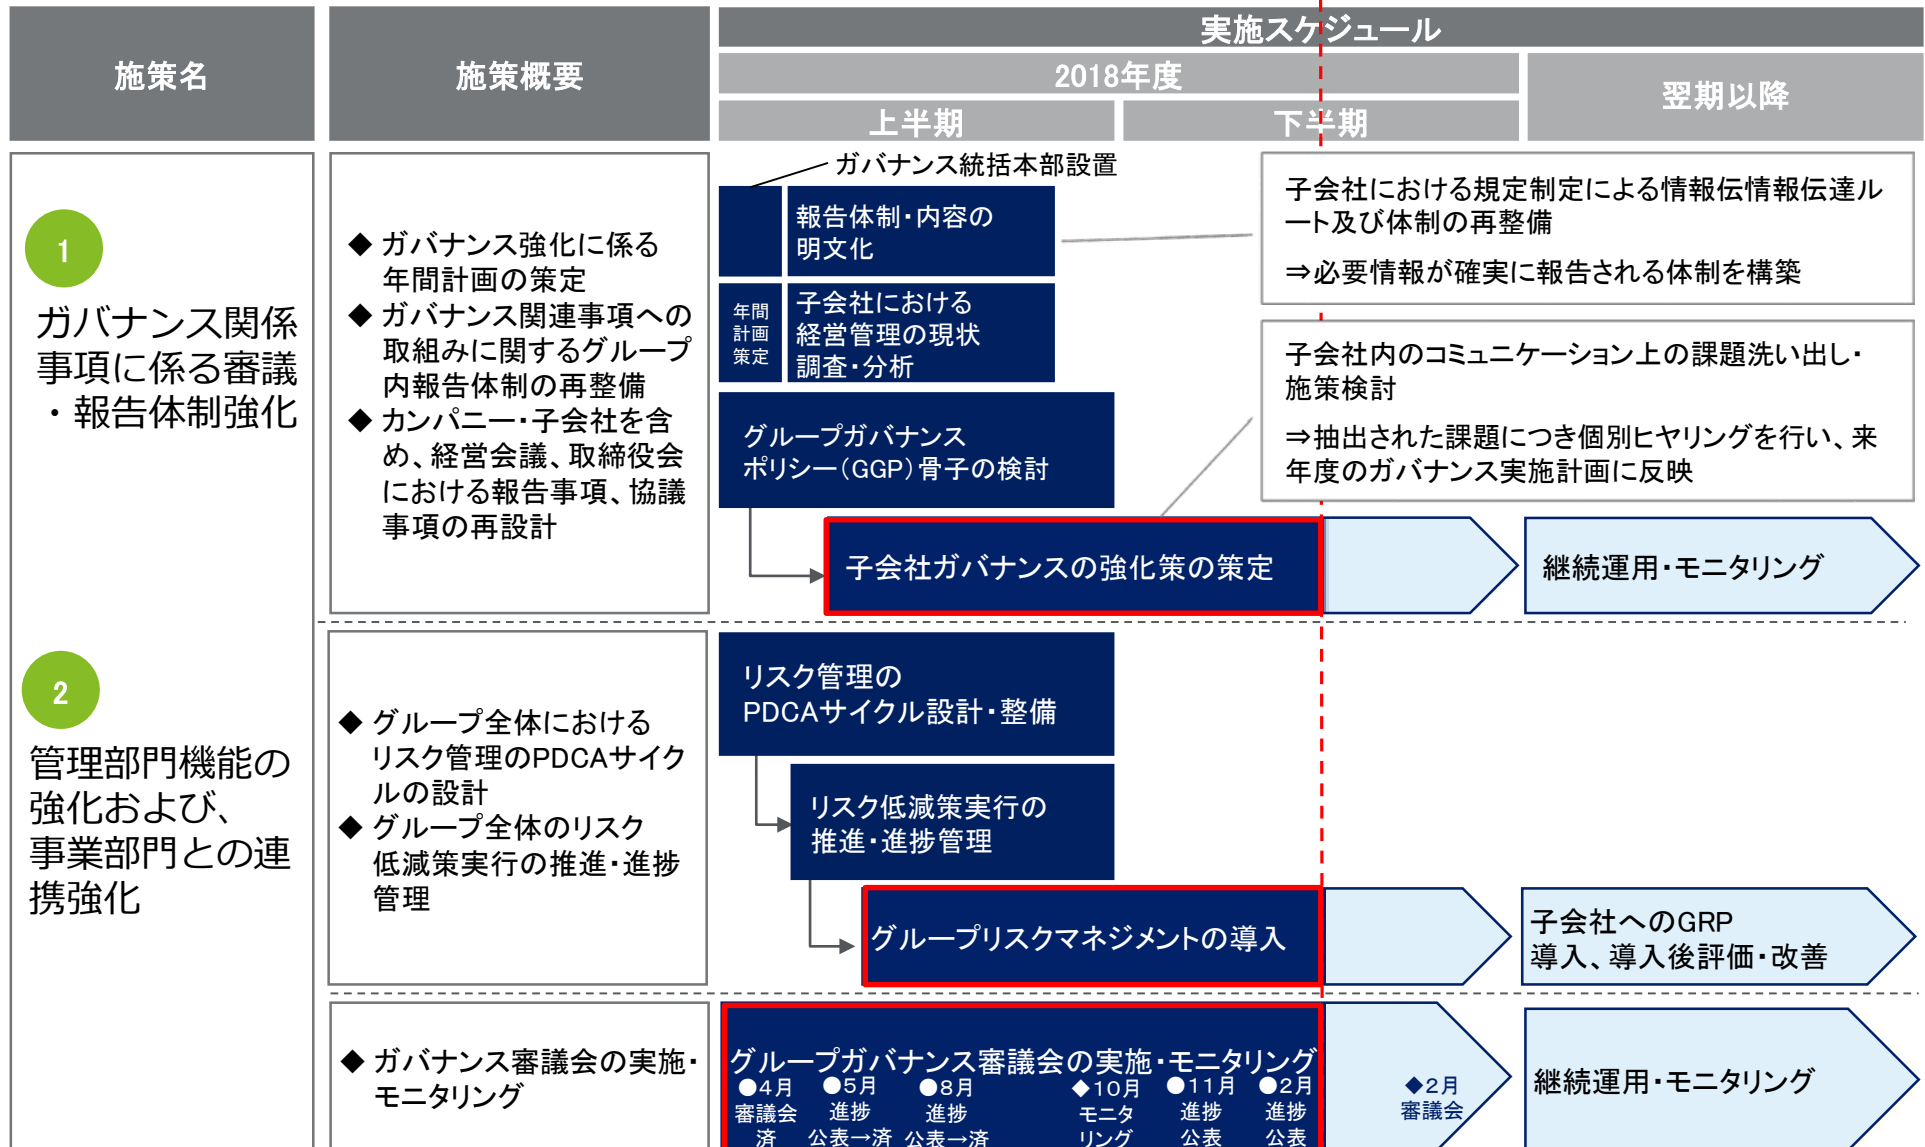 施策名
施策概要
実施スケジュール
2018年度
翌期以降
上半期
下半期
1
ガバナンス関係
事項に係る審議
・報告体制強化
◆ ガバナンス強化に係る
年間計画の策定
◆ ガバナンス関連事項への
取組みに関するグループ
内報告体制の再整備
◆ カンパニー・子会社を含
め、経営会議、取締役会
における報告事項、協議
事項の再設計
ガバナンス統括本部設置
報告体制・内容の
明文化
年間
計画
策定
子会社における
経営管理の現状
調査・分析
グループガバナンス
ポリシー（GGP）骨子の検討
子会社ガバナンスの強化策の策定
継続運用・モニタリング
子会社における規定制定による情報伝情報伝達ル
ート及び体制の再整備
⇒必要情報が確実に報告される体制を構築
子会社内のコミュニケーション上の課題洗い出し・
施策検討
⇒抽出された課題につき個別ヒヤリングを行い、来
年度のガバナンス実施計画に反映
2
管理部門機能の
強化および、
事業部門との連
携強化
◆ グループ全体における
リスク管理のPDCAサイク
ルの設計
◆ グループ全体のリスク
低減策実行の推進・進捗
管理
リスク管理の
PDCAサイクル設計・整備
リスク低減策実行の
推進・進捗管理
グループリスクマネジメントの導入
子会社へのGRP
導入、導入後評価・改善
◆ ガバナンス審議会の実施・
モニタリング
グループガバナンス審議会の実施・モニタリング
●4月
審議会
済
●5月
進捗
公表→済
●8月
進捗
公表→済
◆10月
モニタ
リング
●11月
進捗
公表
●2月
進捗
公表
◆2月
審議会
継続運用・モニタリング